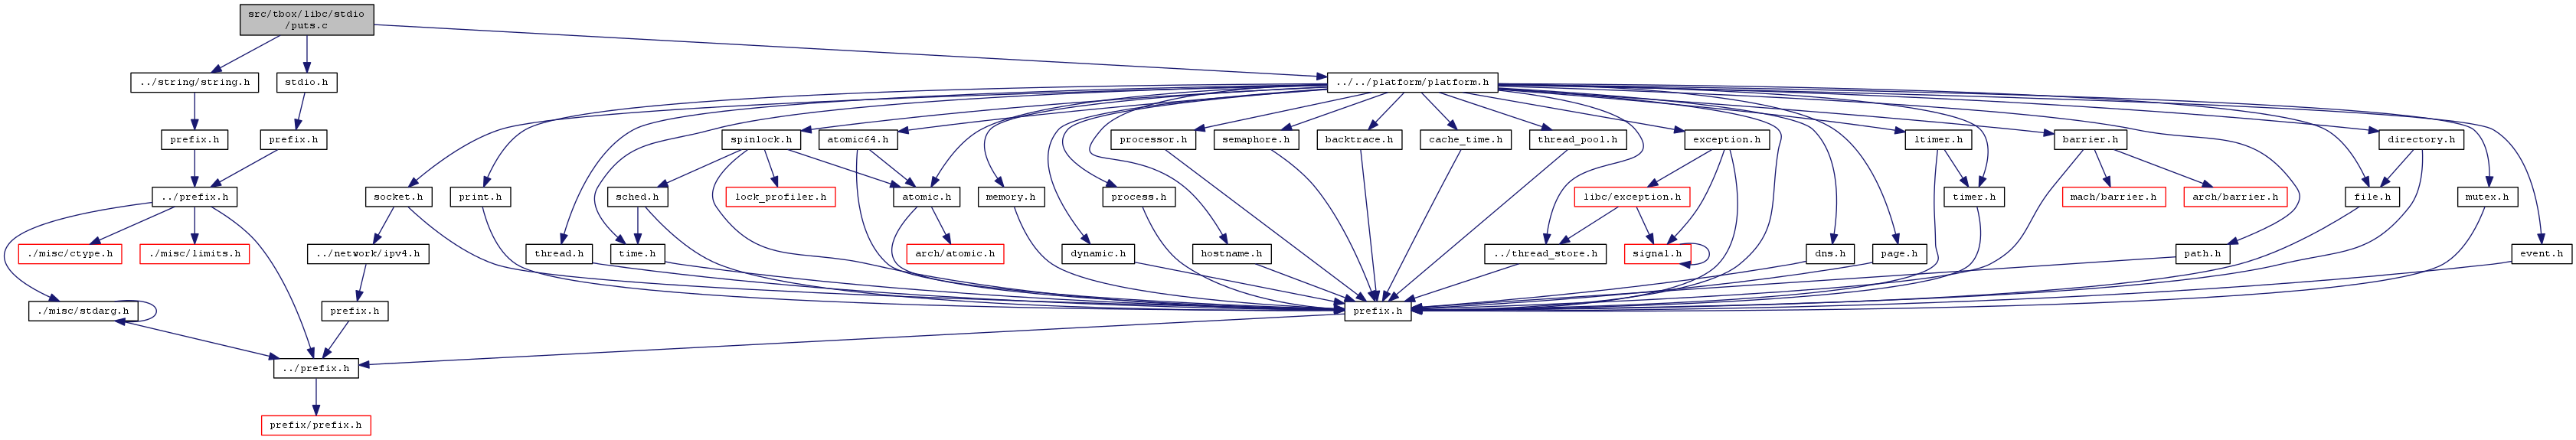 src/tbox/libc/stdio
/puts.c
../string/string.h
stdio.h
../../platform/platform.h
prefix.h
prefix.h
spinlock.h
atomic64.h
processor.h
semaphore.h
backtrace.h
cache_time.h
thread_pool.h
exception.h
ltimer.h
barrier.h
directory.h
../prefix.h
socket.h
print.h
sched.h
lock_profiler.h
atomic.h
memory.h
process.h
libc/exception.h
timer.h
mach/barrier.h
arch/barrier.h
file.h
mutex.h
./misc/ctype.h
./misc/limits.h
../network/ipv4.h
thread.h
time.h
arch/atomic.h
dynamic.h
hostname.h
../thread_store.h
signal.h
dns.h
page.h
path.h
event.h
./misc/stdarg.h
prefix.h
prefix.h
../prefix.h
prefix/prefix.h